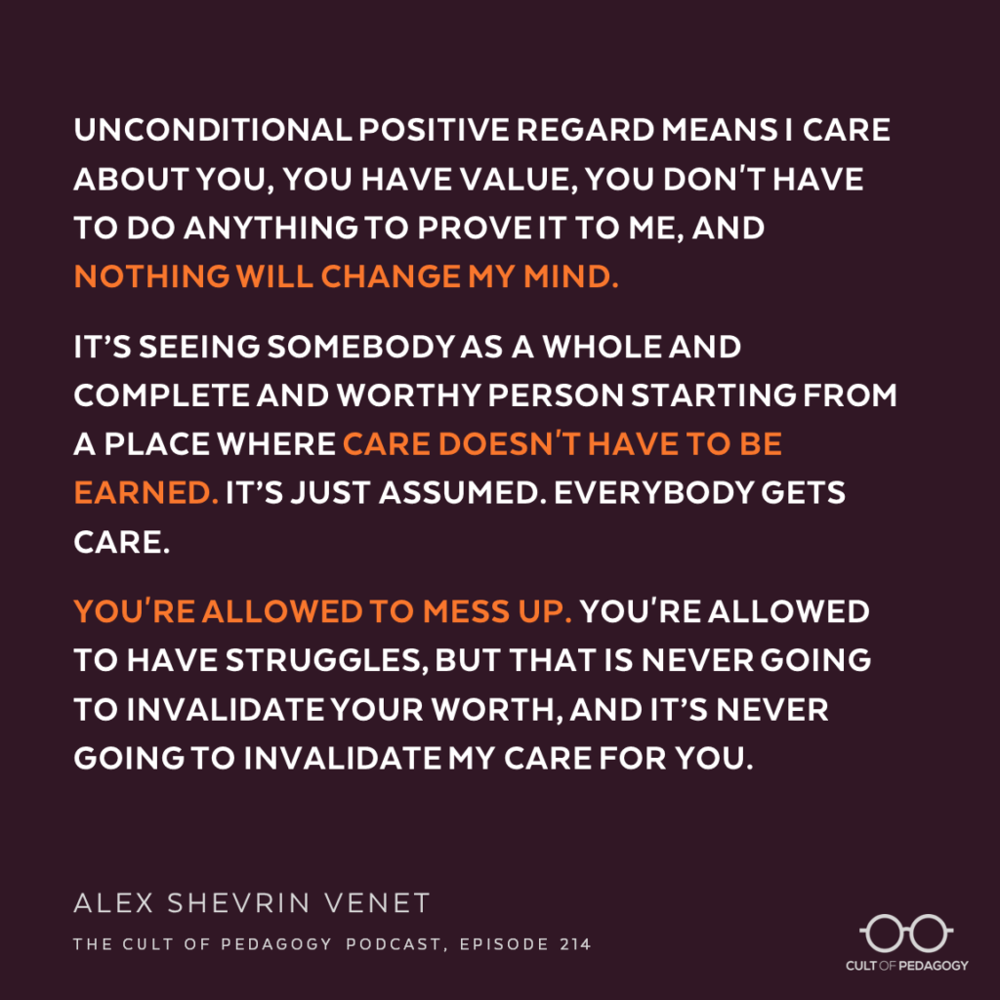 UNCONDITIONAL POSITIVE REGARD MEANS I CARE
ABOUT YOU, YOU HAVE VALUE, YOU DON'T HAVE
TO DO ANYTHING TO PROVE IT TO ME, AND
NOTHING WILL CHANGE MY MIND.
IT’S SEEING SOMEBODY AS A WHOLE AND
COMPLETE AND WORTHY PERSON STARTING FROM
A PLACE WHERE CARE DOESN'T HAVE TO BE
EARNED. IT’S JUST ASSUMED. EVERYBODY GETS
CARE.
YOU'RE ALLOWED TO MESS UP. YOU'RE ALLOWED
TO HAVE STRUGGLES, BUT THAT IS NEVER GOING
TO INVALIDATE YOUR WORTH, AND IT’S NEVER
GOING TO INVALIDATE MY CARE FOR YOU.
ALEX SHEVRIN VENET
THE CULT OF PEDAGOGY PODCAST, EPISODE 214
CULT OF PEDAGOGY